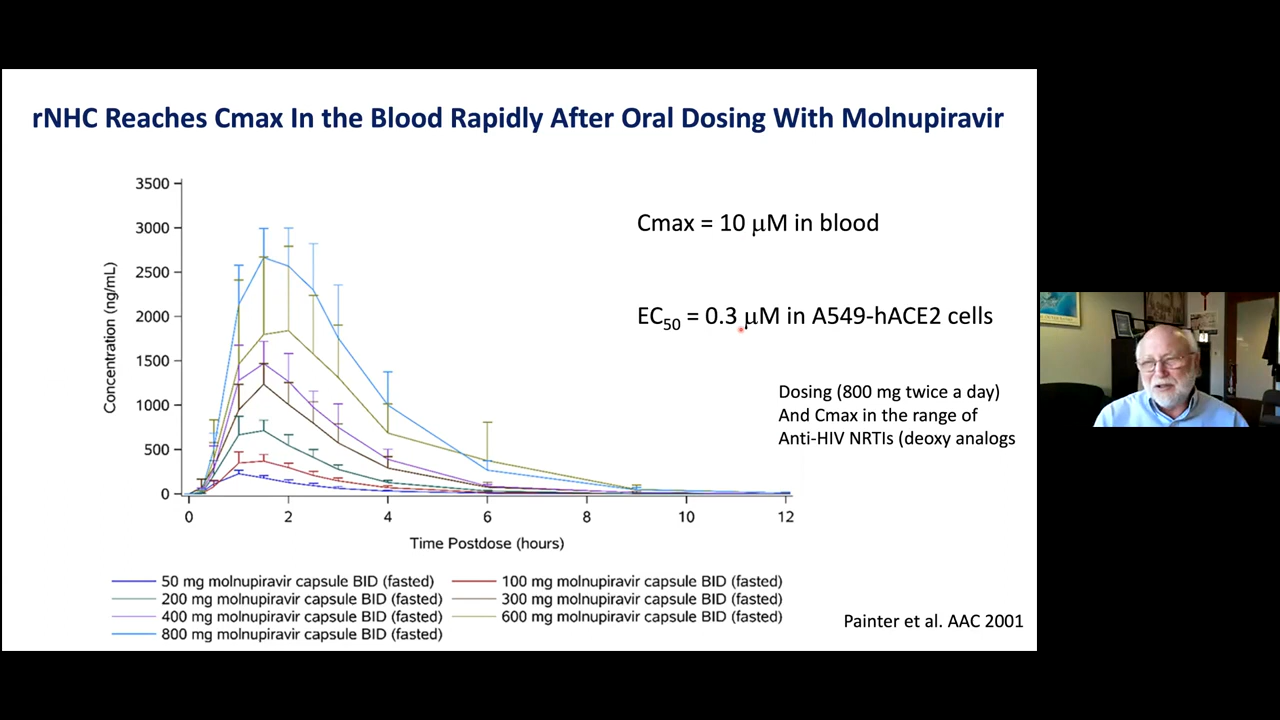 rNHC Reaches Cmax In the Blood Rapidly After Oral Dosing With Molnupiravir
Concentration (ng/mL)
3500
3000
2500
2000
1500
1000
500
0
0 2 4 6 8 10 12
Time Postdose (hours)
Cmax = 10 μM in blood
EC50 = 0.3 μM in A549-hACE2 cells
Dosing (800 mg twice a day)
And Cmax in the range of
Anti-HIV NRTIs (deoxy analogs
50 mg molnupiravir capsule BID (fasted) 100 mg molnupiravir capsule BID (fasted)
200 mg molnupiravir capsule BID (fasted) 300 mg molnupiravir capsule BID (fasted)
400 mg molnupiravir capsule BID (fasted) 600 mg molnupiravir capsule BID (fasted)
800 mg molnupiravir capsule BID (fasted)
Painter et al. AAC 2001